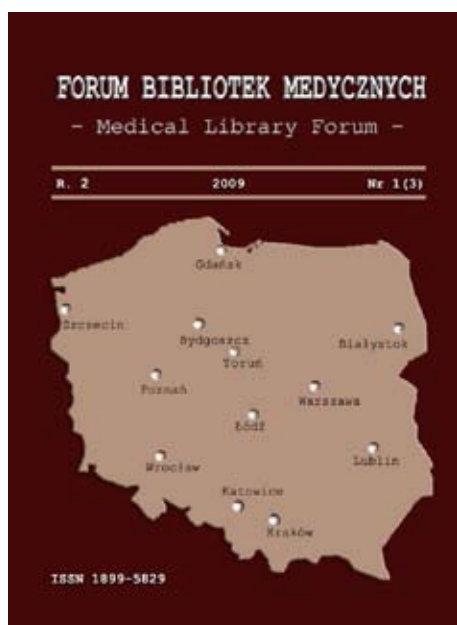 FORUM BIBLIOTEK MEDYCZNYCH
- Medical Library Forum -
R. 2 2009 Nr 1(3)
Gdańsk
Szczecin
Bydgoszcz
Białystok
Toruń
Poznań
Warszawa
Łódź
Wrocław
Lublin
Katowice
Kraków
ISSN 1899-5829